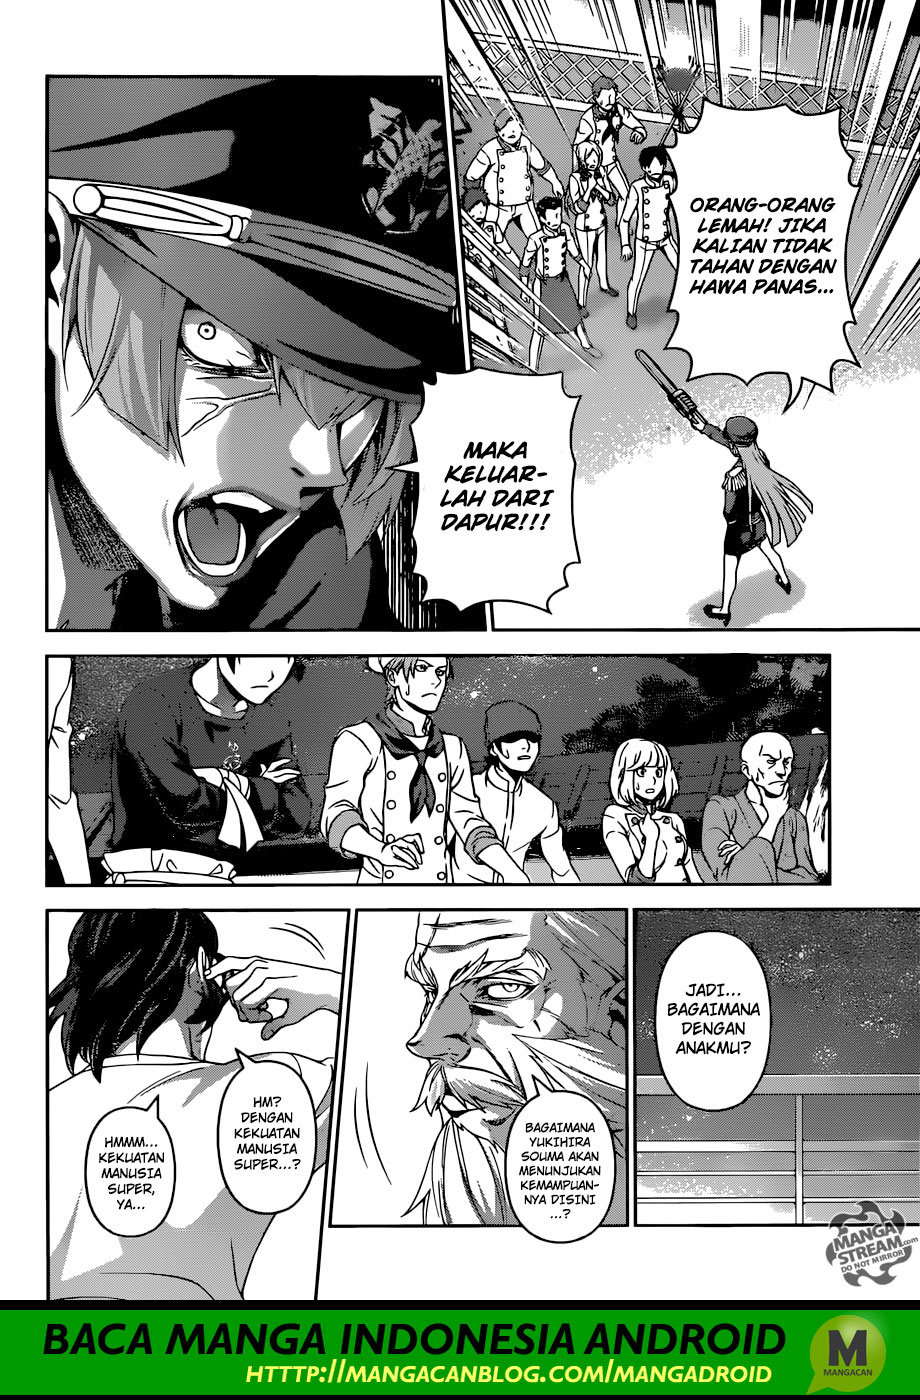 ORANG-ORANG
LEMAH! JIKA
KALIAN TIDAK
TAHAN DENGAN
HAWA PANAS...
MAKA
KELUAR-
LAH DARI
DAPUR!!!
JADI...
BAGAIMANA
DENGAN
ANAKMU?
BAGAIMANA
YUKIHIRA
SOUMA AKAN
MENUNJUKAN
KEMAMPUAN-
NYA DISINI
...?
HM?
DENGAN
KEKUATAN
MANUSIA
SUPER...?
HMMM...
KEKUATAN
MANUSIA
SUPER,
YA...
MANGA
STREAM.com
DO NOT MIRROR
BACA MANGA INDONESIA ANDROID
HTTTP://MANGACANBLOG.COM/MANGADROID
M
MANGACAN